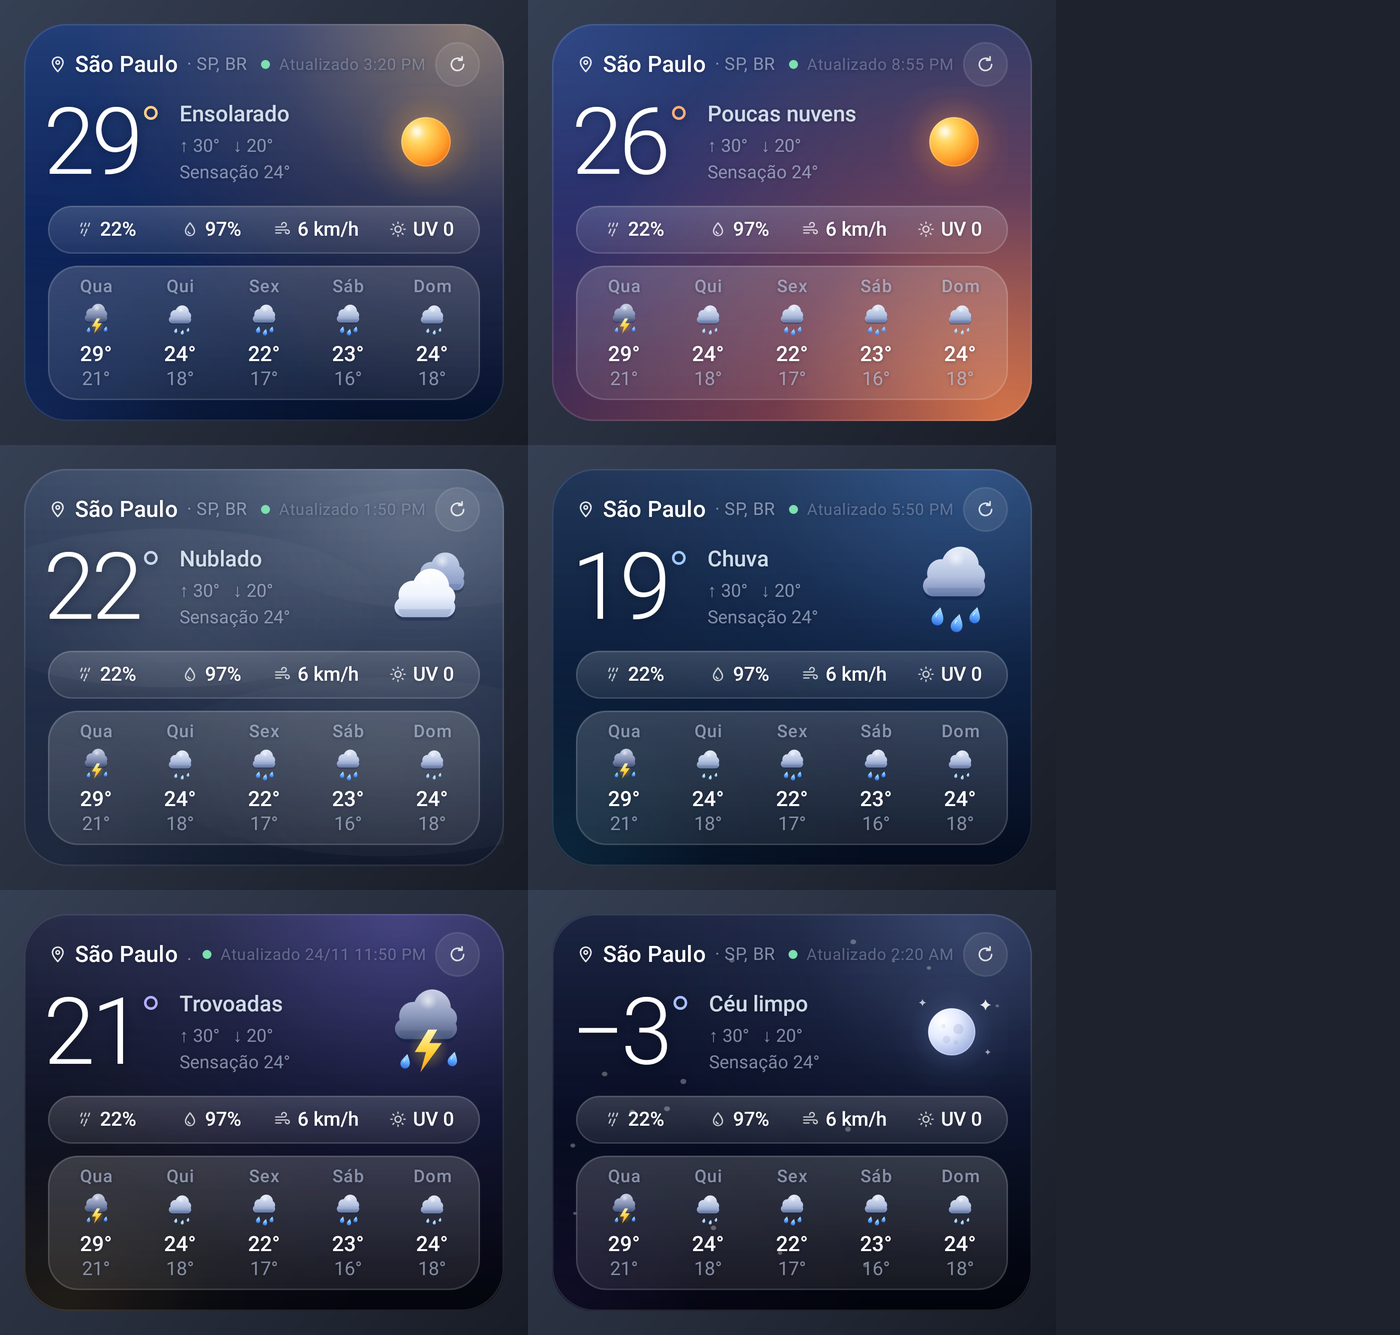 São Paulo · SP, BR Atualizado 3:20 PM
29°
Ensolarado
↑ 30° ↓ 20°
Sensação 24°
22% 97% 6 km/h UV 0
Qua Qui Sex Sáb Dom
29° 24° 22° 23° 24°
21° 18° 17° 16° 18°
São Paulo · SP, BR Atualizado 8:55 PM
26°
Poucas nuvens
↑ 30° ↓ 20°
Sensação 24°
22% 97% 6 km/h UV 0
Qua Qui Sex Sáb Dom
29° 24° 22° 23° 24°
21° 18° 17° 16° 18°
São Paulo · SP, BR Atualizado 1:50 PM
22°
Nublado
↑ 30° ↓ 20°
Sensação 24°
22% 97% 6 km/h UV 0
Qua Qui Sex Sáb Dom
29° 24° 22° 23° 24°
21° 18° 17° 16° 18°
São Paulo · SP, BR Atualizado 5:50 PM
19°
Chuva
↑ 30° ↓ 20°
Sensação 24°
22% 97% 6 km/h UV 0
Qua Qui Sex Sáb Dom
29° 24° 22° 23° 24°
21° 18° 17° 16° 18°
São Paulo . Atualizado 24/11 11:50 PM
21°
Trovoadas
↑ 30° ↓ 20°
Sensação 24°
22% 97% 6 km/h UV 0
Qua Qui Sex Sáb Dom
29° 24° 22° 23° 24°
21° 18° 17° 16° 18°
São Paulo · SP, BR Atualizado 2:20 AM
−3°
Céu limpo
↑ 30° ↓ 20°
Sensação 24°
22% 97% 6 km/h UV 0
Qua Qui Sex Sáb Dom
29° 24° 22° 23° 24°
21° 18° 17° 16° 18°